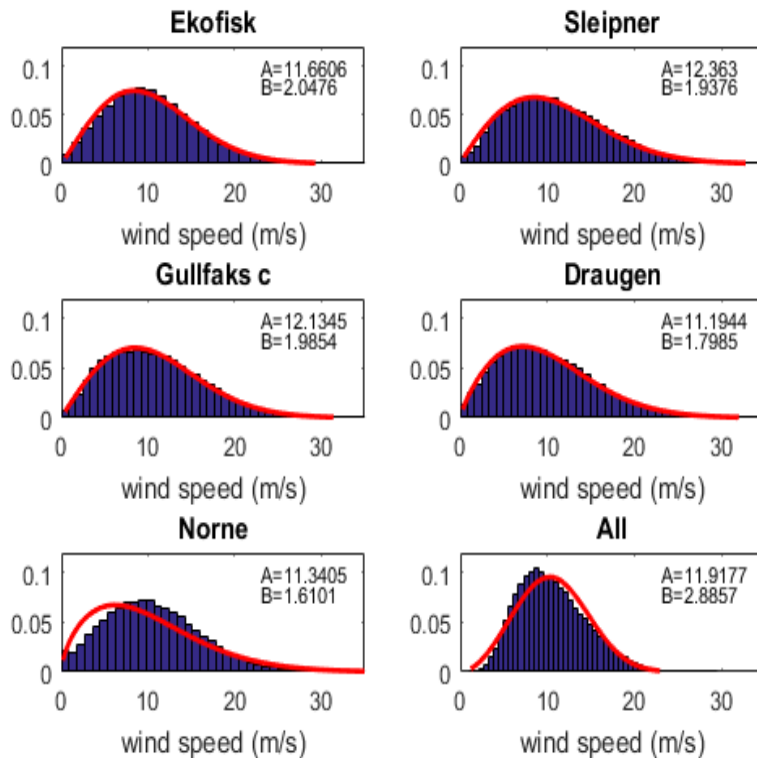 Ekofisk
A=11.6606
B=2.0476
0.1
0.05
0
0 10 20 30
wind speed (m/s)
Sleipner
A=12.363
B=1.9376
0.1
0.05
0
0 10 20 30
wind speed (m/s)
Gullfaks c
A=12.1345
B=1.9854
0.1
0.05
0
0 10 20 30
wind speed (m/s)
Draugen
A=11.1944
B=1.7985
0.1
0.05
0
0 10 20 30
wind speed (m/s)
Norne
A=11.3405
B=1.6101
0.1
0.05
0
0 10 20 30
wind speed (m/s)
All
A=11.9177
B=2.8857
0.1
0.05
0
0 10 20 30
wind speed (m/s)